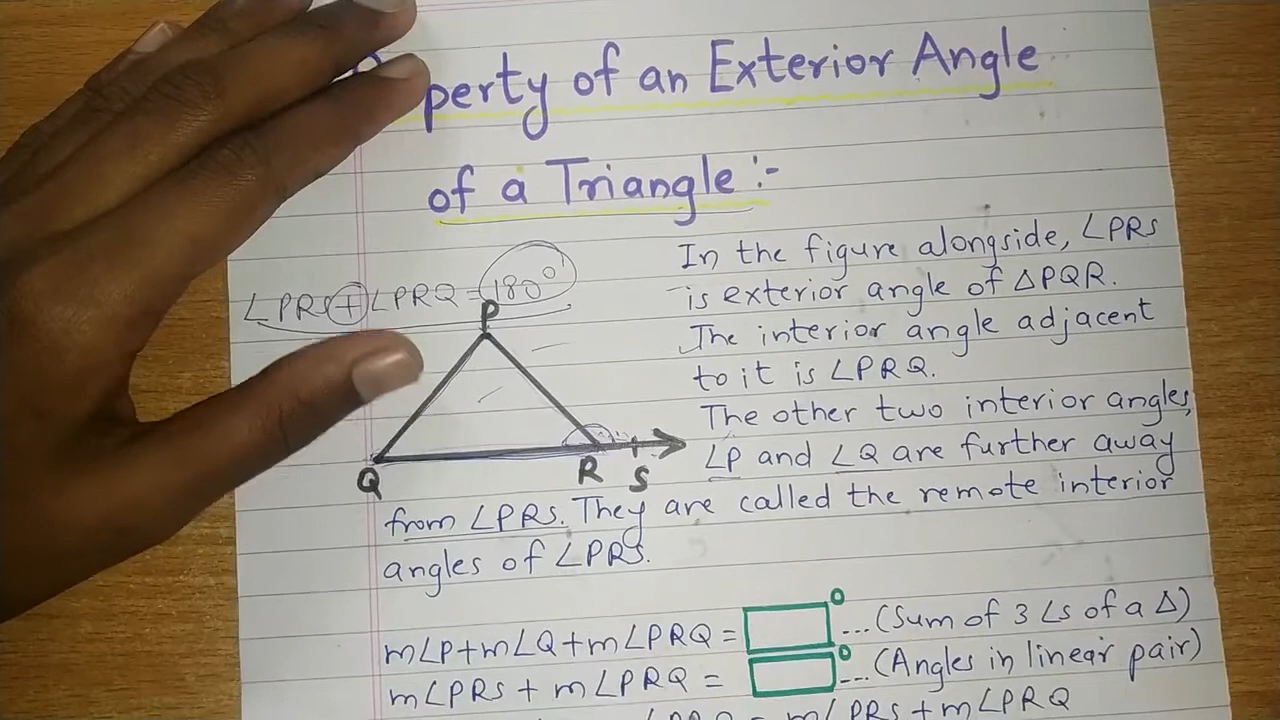 perty of an Exterior Angle
of a Triangle :-
∠PRS + ∠PRQ = 180°
P
Q
R
S
In the figure alongside, ∠PRS
is exterior angle of ΔPQR.
The interior angle adjacent
to it is ∠PRQ.
The other two interior angles,
∠P and ∠Q are further away
from ∠PRS. They are called the remote interior
angles of ∠PRS.
m∠P+m∠Q+m∠PRQ = ° ... (Sum of 3 ∠s of a Δ)
m∠PRS + m∠PRQ = ° ... (Angles in linear pair)
= m∠PRS + m∠PRQ